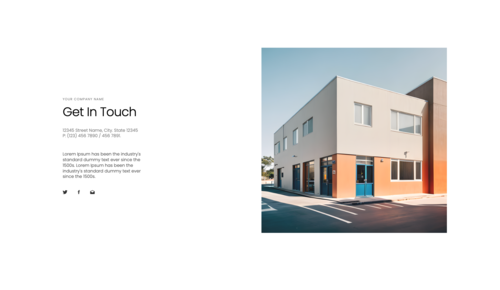 YOUR COMPANY NAME
Get In Touch
12345 Street Name, City, State 12345
P: (123) 456 7890 / 456 7891
Lorem Ipsum has been the industry's
standard dummy text ever since the
1500s. Lorem Ipsum has been the
industry's standard dummy text ever
since the 1500s.